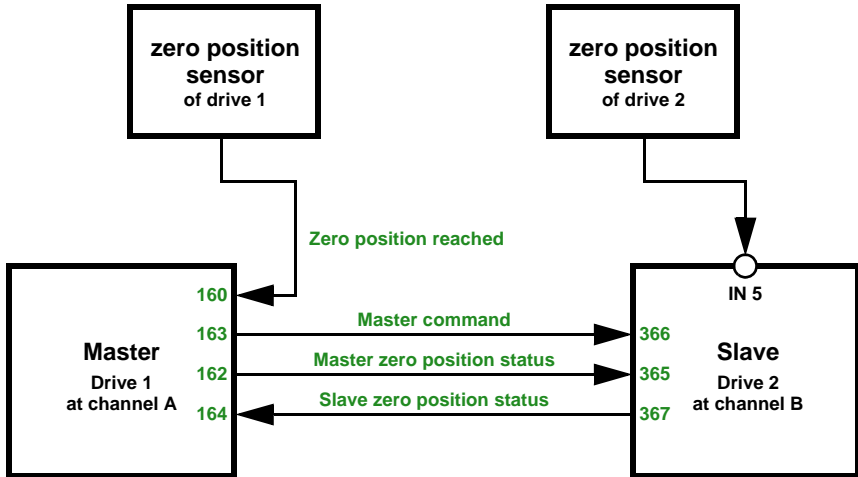 zero position
sensor
of drive 1
zero position
sensor
of drive 2
Zero position reached
160
IN 5
163
Master command
366
Master
Drive 1
at channel A
162
Master zero position status
365
Slave
Drive 2
at channel B
164
Slave zero position status
367